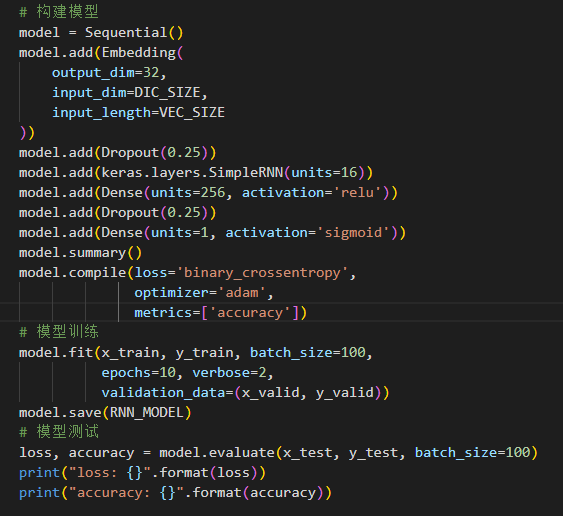 # 构建模型
model = Sequential()
model.add(Embedding(
    output_dim=32,
    input_dim=DIC_SIZE,
    input_length=VEC_SIZE
))
model.add(Dropout(0.25))
model.add(keras.layers.SimpleRNN(units=16))
model.add(Dense(units=256, activation='relu'))
model.add(Dropout(0.25))
model.add(Dense(units=1, activation='sigmoid'))
model.summary()
model.compile(loss='binary_crossentropy',
              optimizer='adam',
              metrics=['accuracy'])
# 模型训练
model.fit(x_train, y_train, batch_size=100,
          epochs=10, verbose=2,
          validation_data=(x_valid, y_valid))
model.save(RNN_MODEL)
# 模型测试
loss, accuracy = model.evaluate(x_test, y_test, batch_size=100)
print("loss: {}".format(loss))
print("accuracy: {}".format(accuracy))